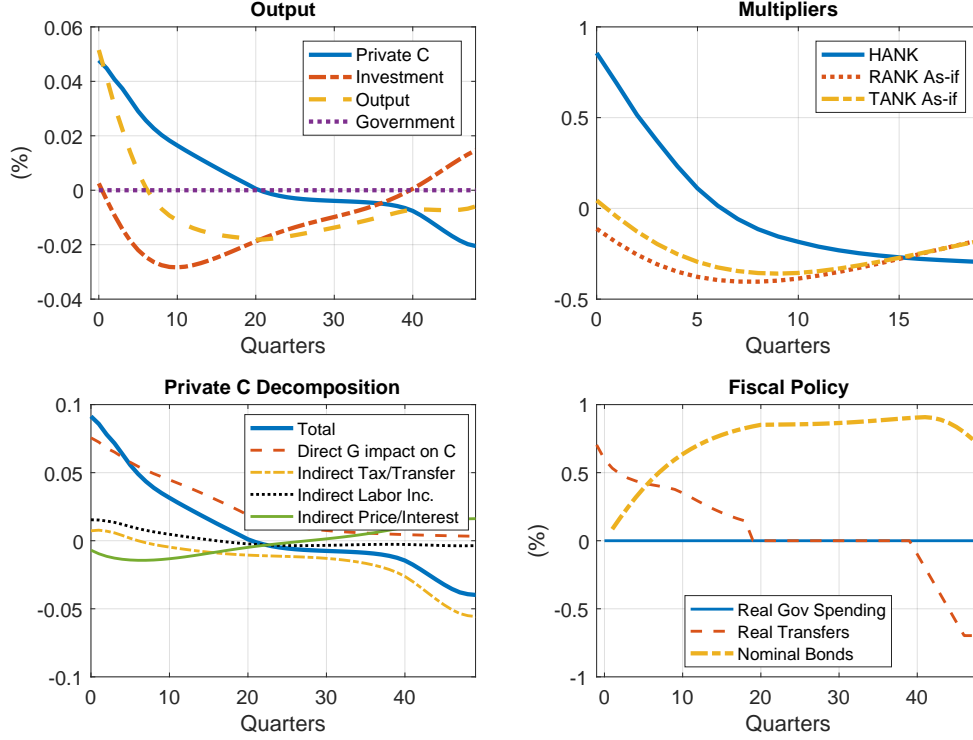 Output
0.06
0.04
0.02
0
-0.02
-0.04
(%)
0
10
20
30
40
Quarters
Private C
Investment
Output
Government
Multipliers
1
0.5
0
-0.5
0
5
10
15
Quarters
HANK
RANK As-if
TANK As-if
Private C Decomposition
0.1
0.05
0
-0.05
-0.1
0
10
20
30
40
Quarters
Total
Direct G impact on C
Indirect Tax/Transfer
Indirect Labor Inc.
Indirect Price/Interest
Fiscal Policy
1
0.5
0
-0.5
-1
(%)
0
10
20
30
40
Quarters
Real Gov Spending
Real Transfers
Nominal Bonds